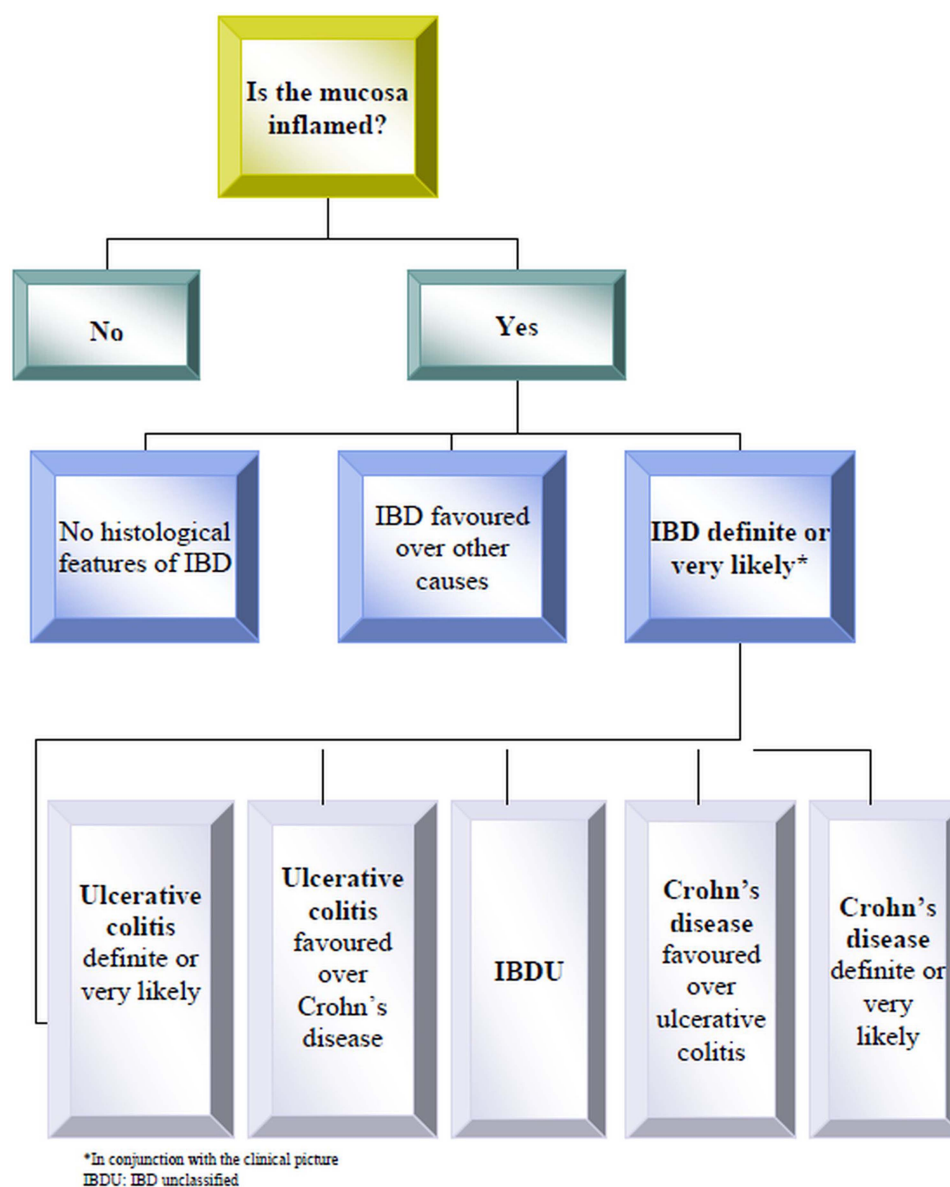 Is the mucosa
inflamed?
No
Yes
No histological
features of IBD
IBD favoured
over other
causes
IBD definite or
very likely*
Ulcerative
colitis
definite or
very likely
Ulcerative
colitis
favoured
over
Crohn’s
disease
IBDU
Crohn’s
disease
favoured
over
ulcerative
colitis
Crohn’s
disease
definite or
very
likely
*In conjunction with the clinical picture
IBDU: IBD unclassified